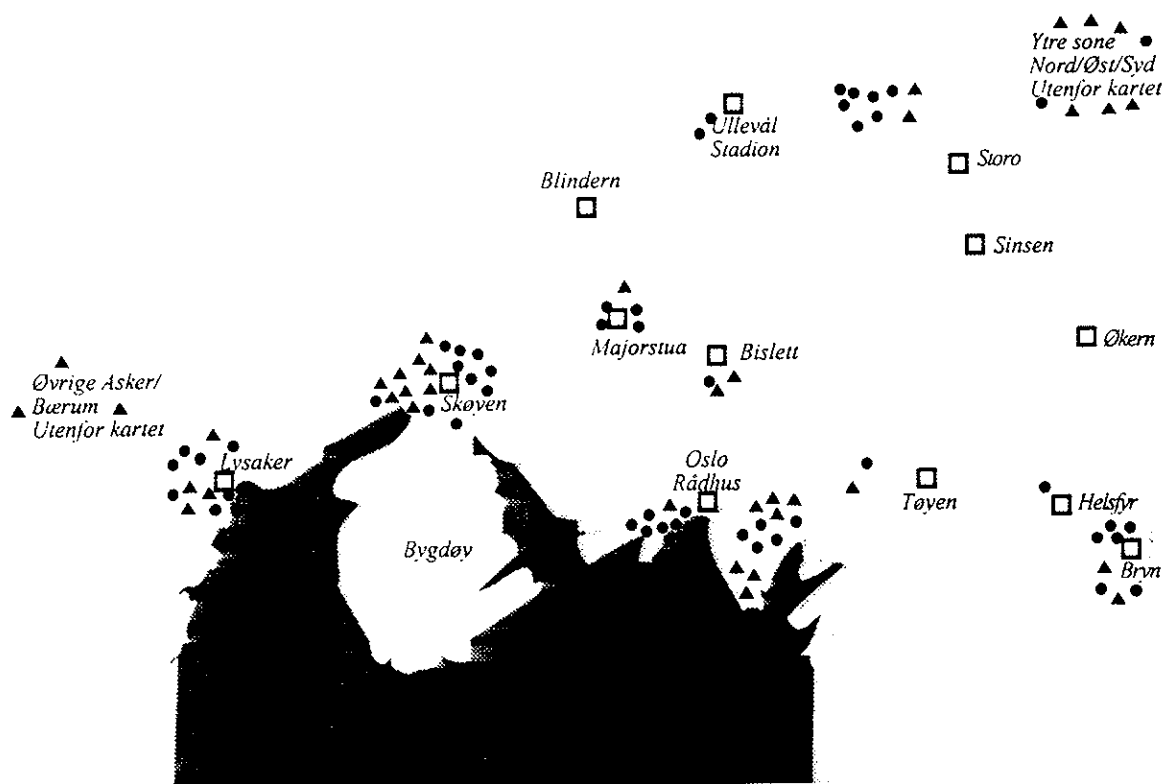 Ytre sone
Nord/Øst/Syd
Utenfor kartet
Ullevål
Stadion
Storo
Blindern
Sinsen
Majorstua
Bislett
Økern
Øvrige Asker/
Bærum
Utenfor kartet
Skøyen
Lysaker
Oslo
Rådhus
Tøyen
Helsfyr
Bygdøy
Bryn